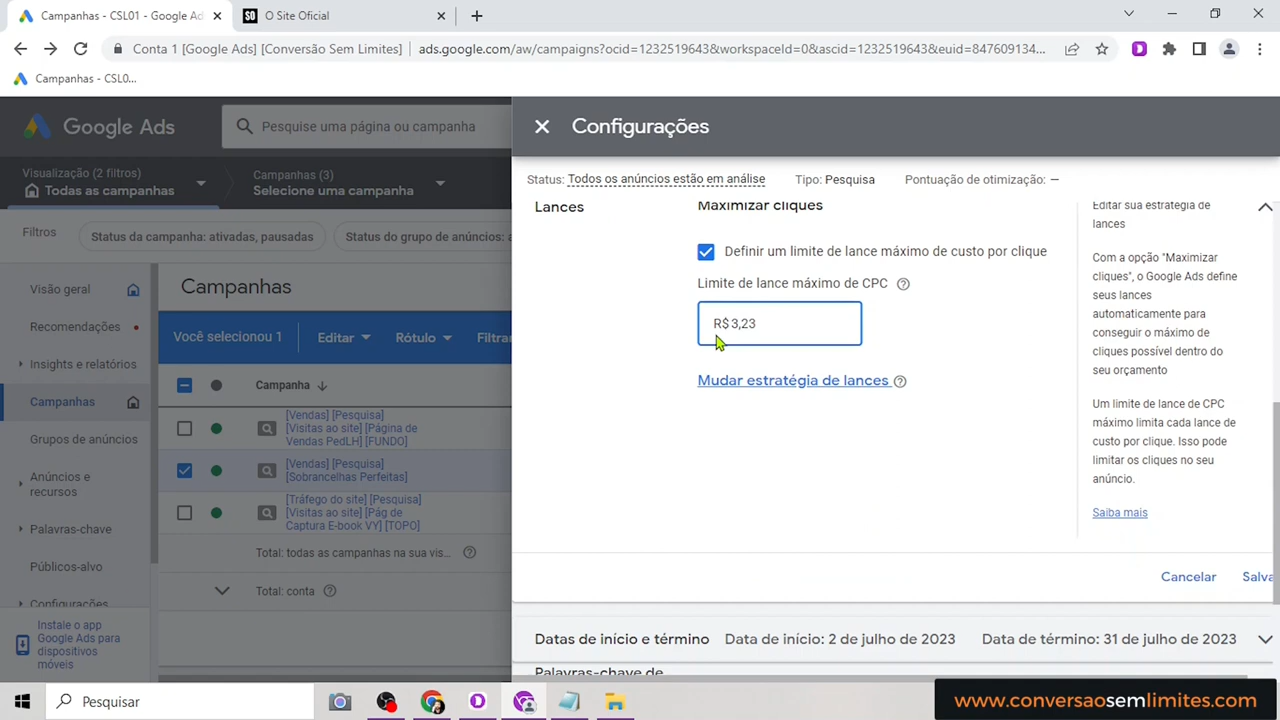 Campanhas - CSL01 - Google Ads
O Site Oficial
Conta 1 [Google Ads] [Conversão Sem Limites]
ads.google.com/aw/campaigns?ocid=1232519643&workspaceId=0&ascid=1232519643&euid=847609134...
Campanhas - CSL0...
Google Ads
Pesquise uma página ou campanha
Configurações
Visualização (2 filtros)
Todas as campanhas
Campanhas (3)
Selecione uma campanha
Status: Todos os anúncios estão em análise
Tipo: Pesquisa
Pontuação de otimização: —
Filtros
Status da campanha: ativadas, pausadas
Status do grupo de anúncios: a
Visão geral
Recomendações
Insights e relatórios
Campanhas
Grupos de anúncios
Anúncios e
recursos
Palavras-chave
Públicos-alvo
Configurações
Instale o app
Google Ads para
dispositivos
móveis
Campanhas
Você selecionou 1
Editar
Rótulo
Filtrar
Campanha
[Vendas] [Pesquisa]
[Visitas ao site] [Página de
Vendas PedLH] [FUNDO]
[Vendas] [Pesquisa]
[Sobrancelhas Perfeitas]
[Tráfego do site] [Pesquisa]
[Visitas ao site] [Pág de
Captura E-book VY] [TOPO]
Total: todas as campanhas na sua vis...
Total: conta
Lances
Maximizar cliques
Definir um limite de lance máximo de custo por clique
Limite de lance máximo de CPC
R$ 3,23
Mudar estratégia de lances
Editar sua estratégia de
lances
Com a opção "Maximizar
cliques", o Google Ads define
seus lances
automaticamente para
conseguir o máximo de
cliques possível dentro do
seu orçamento
Um limite de lance de CPC
máximo limita cada lance de
custo por clique. Isso pode
limitar os cliques no seu
anúncio.
Saiba mais
Cancelar
Salva
Datas de início e término
Data de início: 2 de julho de 2023
Data de término: 31 de julho de 2023
Palavras-chave de
Pesquisar
www.conversaosemlimites.com